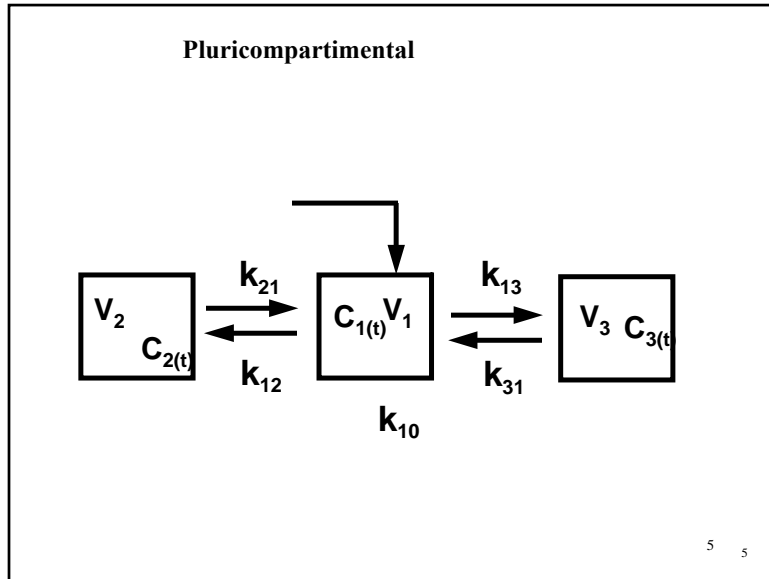 Pluricompartimental
k21
k13
V2
C1(t) V1
V3 C3(t)
C2(t)
k12
k31
k10
5 5